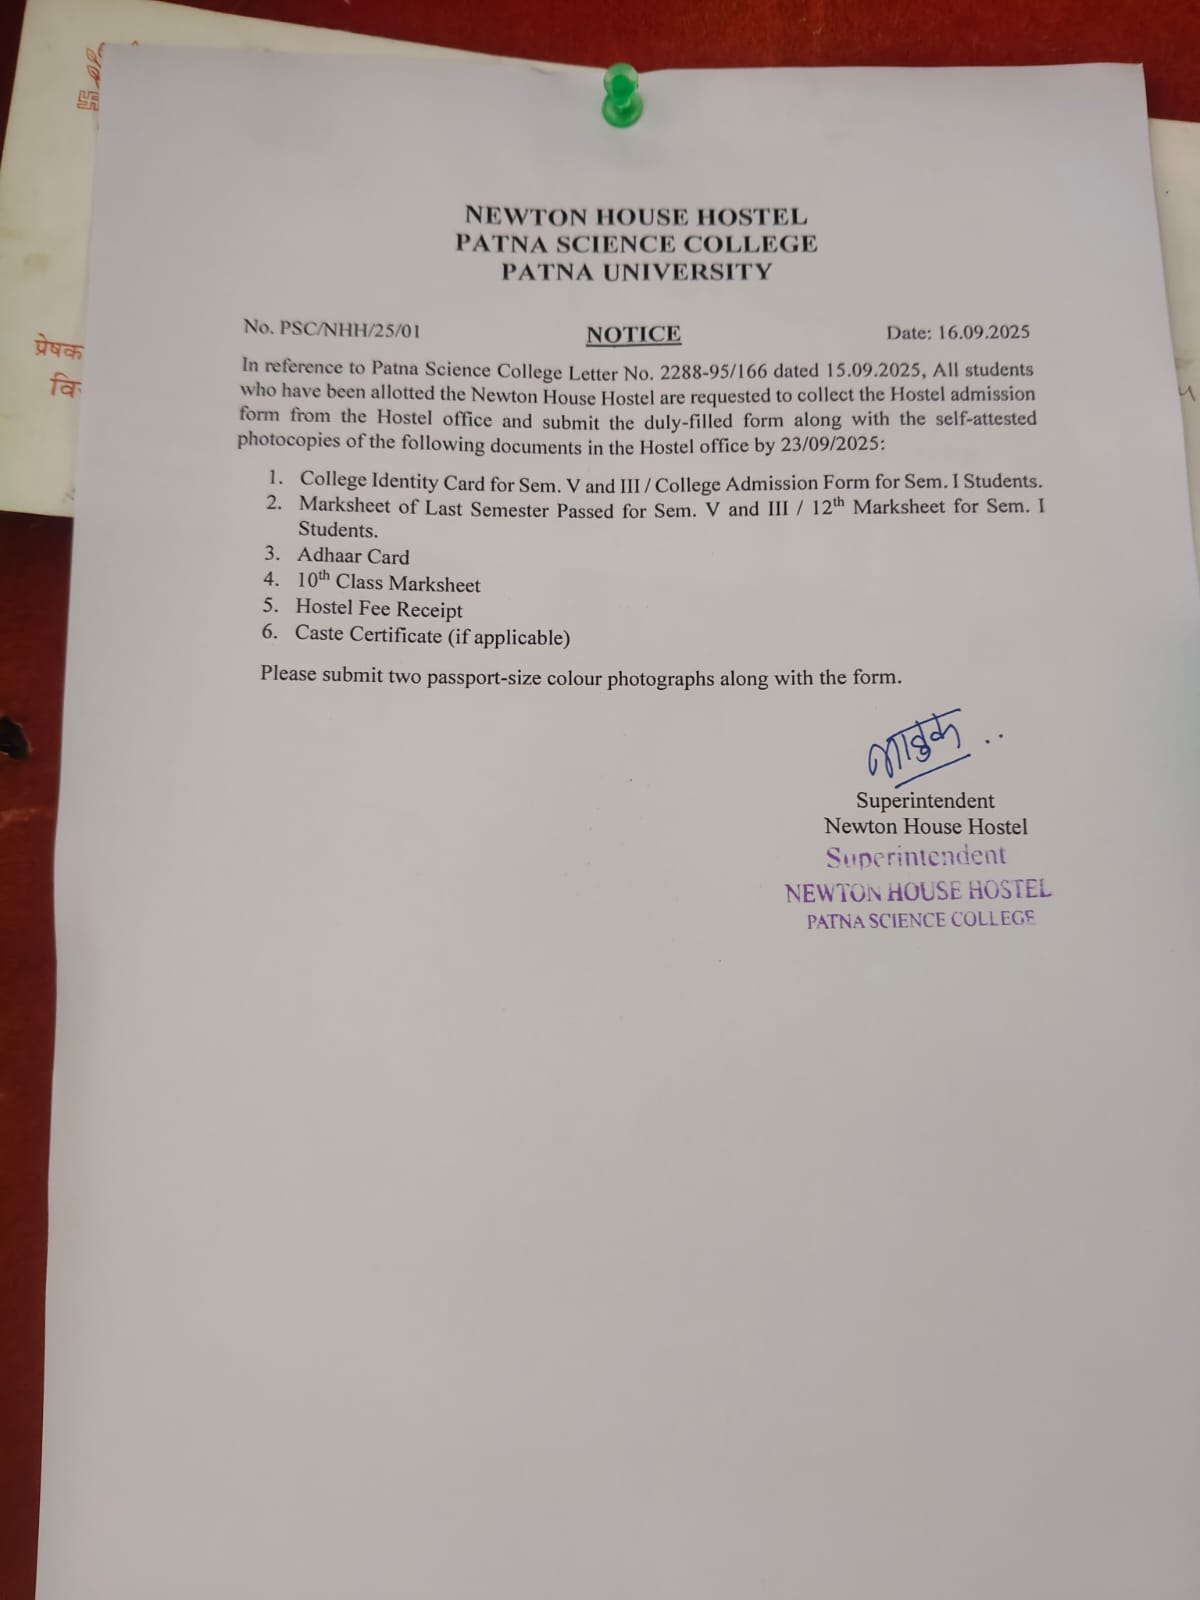 NEWTON HOUSE HOSTEL
PATNA SCIENCE COLLEGE
PATNA UNIVERSITY
No. PSC/NHH/25/01 NOTICE Date: 16.09.2025
In reference to Patna Science College Letter No. 2288-95/166 dated 15.09.2025, All students
who have been allotted the Newton House Hostel are requested to collect the Hostel admission
form from the Hostel office and submit the duly-filled form along with the self-attested
photocopies of the following documents in the Hostel office by 23/09/2025:
1. College Identity Card for Sem. V and III / College Admission Form for Sem. I Students.
2. Marksheet of Last Semester Passed for Sem. V and III / 12th Marksheet for Sem. I
Students.
3. Adhaar Card
4. 10th Class Marksheet
5. Hostel Fee Receipt
6. Caste Certificate (if applicable)
Please submit two passport-size colour photographs along with the form.
Superintendent
Newton House Hostel
Superintendent
NEWTON HOUSE HOSTEL
PATNA SCIENCE COLLEGE
प्रेषक